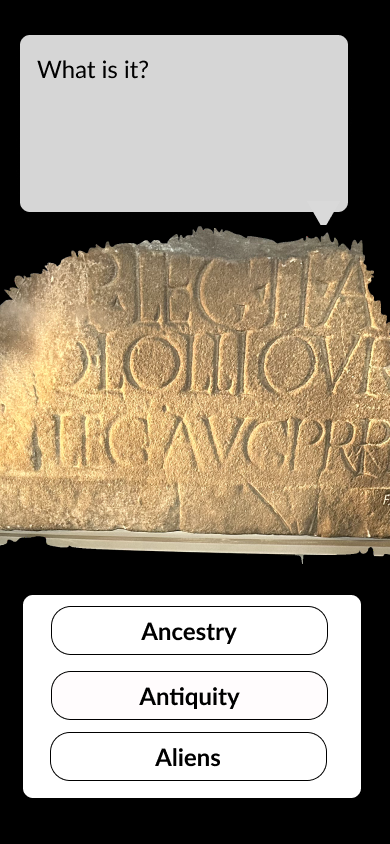 What is it?
LEG II A
LOLLIO VR
LEG AVG PR
F
Ancestry
Antiquity
Aliens